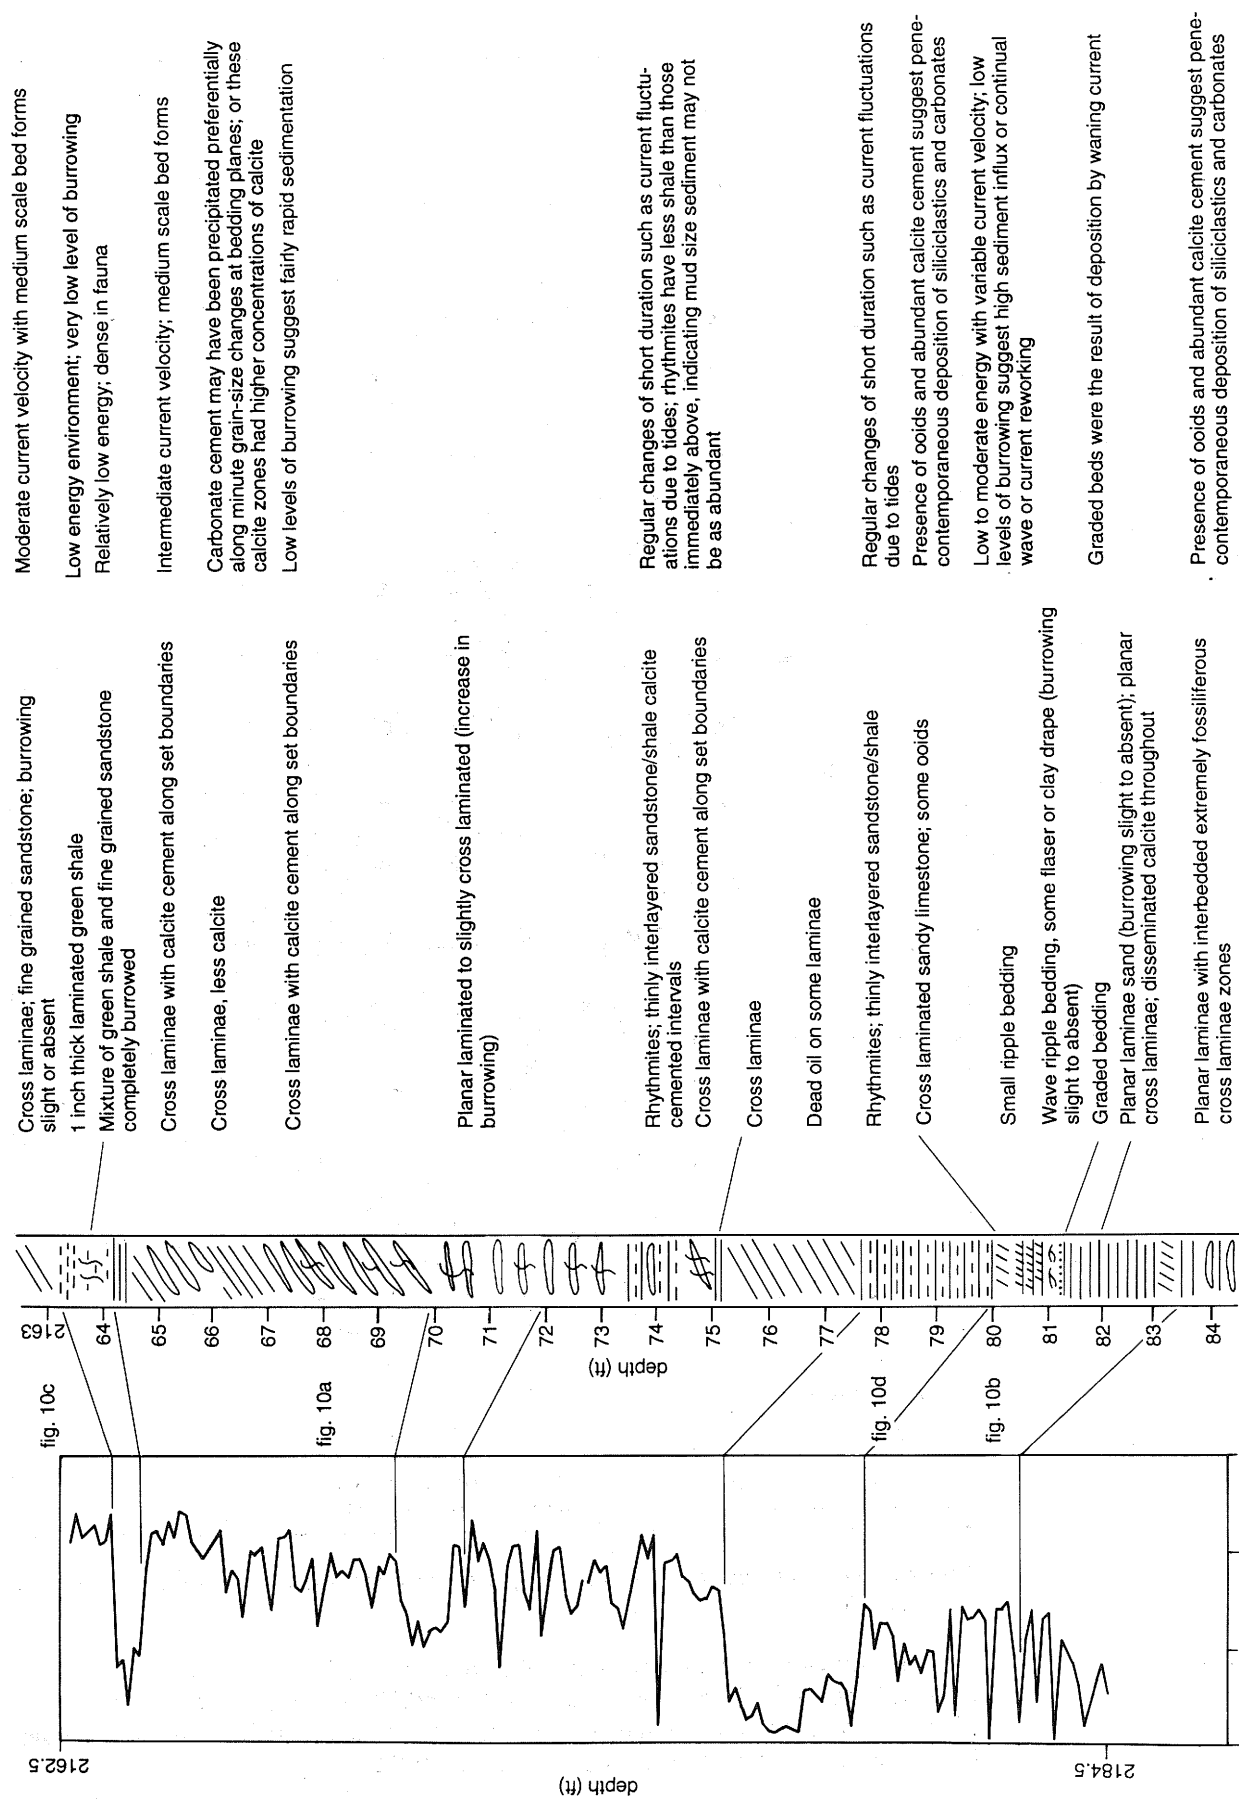 Moderate current velocity with medium scale bed forms
Low energy environment; very low level of burrowing
Relatively low energy; dense in fauna
Intermediate current velocity; medium scale bed forms
Carbonate cement may have been precipitated preferentially
along minute grain-size changes at bedding planes; or these
calcite zones had higher concentrations of calcite
Low levels of burrowing suggest fairly rapid sedimentation
Regular changes of short duration such as current fluctu-
ations due to tides; rhythmites have less shale than those
immediately above, indicating mud size sediment may not
be as abundant
Regular changes of short duration such as current fluctuations
due to tides
Presence of ooids and abundant calcite cement suggest pene-
contemporaneous deposition of siliciclastics and carbonates
Low to moderate energy with variable current velocity; low
levels of burrowing suggest high sediment influx or continual
wave or current reworking
Graded beds were the result of deposition by waning current
Presence of ooids and abundant calcite cement suggest pene-
contemporaneous deposition of siliciclastics and carbonates
Cross laminae; fine grained sandstone; burrowing
slight or absent
1 inch thick laminated green shale
Mixture of green shale and fine grained sandstone
completely burrowed
Cross laminae with calcite cement along set boundaries
Cross laminae, less calcite
Cross laminae with calcite cement along set boundaries
Planar laminated to slightly cross laminated (increase in
burrowing)
Rhythmites; thinly interlayered sandstone/shale calcite
cemented intervals
Cross laminae with calcite cement along set boundaries
Cross laminae
Dead oil on some laminae
Rhythmites; thinly interlayered sandstone/shale
Cross laminated sandy limestone; some ooids
Small ripple bedding
Wave ripple bedding, some flaser or clay drape (burrowing
slight to absent)
Graded bedding
Planar laminae sand (burrowing slight to absent); planar
cross laminae; disseminated calcite throughout
Planar laminae with interbedded extremely fossiliferous
cross laminae zones
2163
64
65
66
67
68
69
70
71
72
73
74
75
76
77
78
79
80
81
82
83
84
depth (ft)
fig. 10c
fig. 10a
fig. 10d
fig. 10b
2162.5
depth (ft)
2184.5